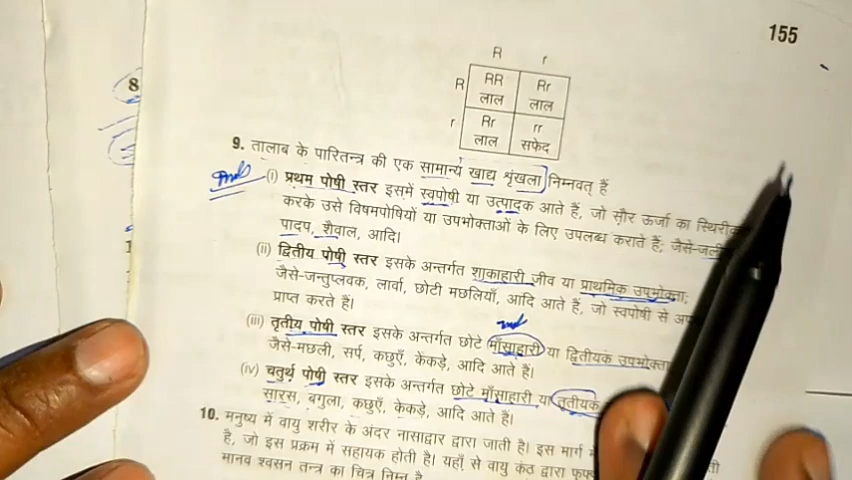 155
R r
R RR Rr
लाल लाल
r Rr rr
लाल सफेद
8
9. तालाब के पारितन्त्र की एक सामान्य खाद्य शृंखला निम्नवत् हैं
Ans
(i) प्रथम पोषी स्तर इसमें स्वपोषी या उत्पादक आते हैं, जो सौर ऊर्जा का
करके उसे विषमपोषियों या उपभोक्ताओं के लिए उपलब्ध कराते हैं; जैसे-
पादप, शैवाल, आदि।
(ii) द्वितीय पोषी स्तर इसके अन्तर्गत शाकाहारी जीव या प्राथमिक उपभोक्ता;
जैसे-जन्तुप्लवक, लार्वा, छोटी मछलियाँ, आदि आते हैं, जो स्वपोषी से
प्राप्त करते हैं।
(iii) तृतीय पोषी स्तर इसके अन्तर्गत छोटे माँसाहारी या द्वितीयक उपभोक्ता
जैसे-मछली, सर्प, कछुएँ, केंकड़े, आदि आते हैं।
(iv) चतुर्थ पोषी स्तर इसके अन्तर्गत छोटे माँसाहारी या तृतीयक
सारस, बगुला, कछुएँ, केकड़े, आदि आते हैं।
10. मनुष्य में वायु शरीर के अंदर नासाद्वार द्वारा जाती है। इस मार्ग
है, जो इस प्रक्रम में सहायक होती है। यहाँ से वायु कंठ द्वारा
मानव श्वसन तन्त्र का चित्र निम्न है